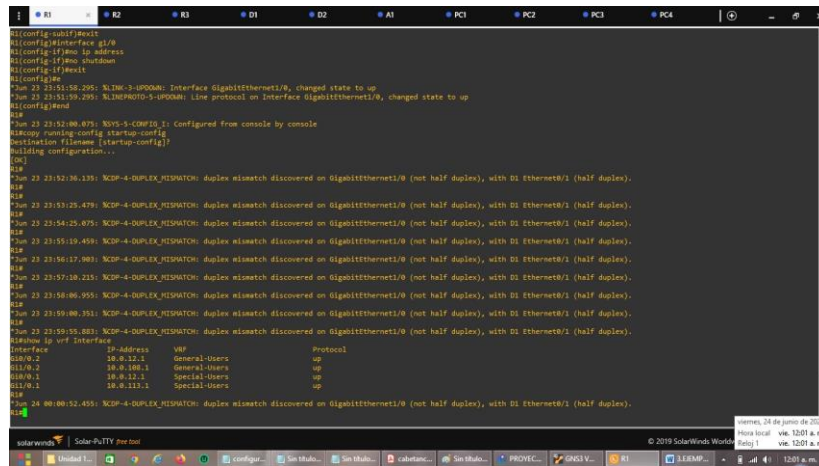 R1 R2 R3 D1 D2 A1 PC1 PC2 PC3 PC4
R1(config-subif)#exit
R1(config)#interface g1/0
R1(config-if)#no ip address
R1(config-if)#no shutdown
R1(config-if)#exit
R1(config)#e
*Jun 23 23:51:58.295: %LINK-3-UPDOWN: Interface GigabitEthernet1/0, changed state to up
*Jun 23 23:51:59.295: %LINEPROTO-5-UPDOWN: Line protocol on Interface GigabitEthernet1/0, changed state to up
R1(config)#end
R1#
*Jun 23 23:52:00.075: %SYS-5-CONFIG_I: Configured from console by console
R1#copy running-config startup-config
Destination filename [startup-config]?
Building configuration...
[OK]
R1#
*Jun 23 23:52:36.135: %CDP-4-DUPLEX_MISMATCH: duplex mismatch discovered on GigabitEthernet1/0 (not half duplex), with D1 Ethernet0/1 (half duplex).
R1#
R1#
*Jun 23 23:53:25.479: %CDP-4-DUPLEX_MISMATCH: duplex mismatch discovered on GigabitEthernet1/0 (not half duplex), with D1 Ethernet0/1 (half duplex).
R1#
*Jun 23 23:54:25.075: %CDP-4-DUPLEX_MISMATCH: duplex mismatch discovered on GigabitEthernet1/0 (not half duplex), with D1 Ethernet0/1 (half duplex).
R1#
*Jun 23 23:55:19.459: %CDP-4-DUPLEX_MISMATCH: duplex mismatch discovered on GigabitEthernet1/0 (not half duplex), with D1 Ethernet0/1 (half duplex).
R1#
*Jun 23 23:56:17.903: %CDP-4-DUPLEX_MISMATCH: duplex mismatch discovered on GigabitEthernet1/0 (not half duplex), with D1 Ethernet0/1 (half duplex).
R1#
*Jun 23 23:57:10.215: %CDP-4-DUPLEX_MISMATCH: duplex mismatch discovered on GigabitEthernet1/0 (not half duplex), with D1 Ethernet0/1 (half duplex).
R1#
*Jun 23 23:58:06.955: %CDP-4-DUPLEX_MISMATCH: duplex mismatch discovered on GigabitEthernet1/0 (not half duplex), with D1 Ethernet0/1 (half duplex).
R1#
*Jun 23 23:59:00.351: %CDP-4-DUPLEX_MISMATCH: duplex mismatch discovered on GigabitEthernet1/0 (not half duplex), with D1 Ethernet0/1 (half duplex).
R1#
*Jun 23 23:59:55.883: %CDP-4-DUPLEX_MISMATCH: duplex mismatch discovered on GigabitEthernet1/0 (not half duplex), with D1 Ethernet0/1 (half duplex).
R1#show ip vrf Interface
Interface IP-Address VRF Protocol
Gi0/0.2 10.0.12.1 General-Users up
Gi1/0.2 10.0.108.1 General-Users up
Gi0/0.1 10.0.12.1 Special-Users up
Gi1/0.1 10.0.113.1 Special-Users up
R1#
*Jun 24 00:00:52.455: %CDP-4-DUPLEX_MISMATCH: duplex mismatch discovered on GigabitEthernet1/0 (not half duplex), with D1 Ethernet0/1 (half duplex).
R1#
viernes, 24 de junio de 202
Hora local vie. 12:01 a.
Reloj 1 vie. 12:01 a.
solarwinds Solar-PuTTY free tool © 2019 SolarWinds Worldw
Unidad 1... configur... Sin título... Sin título... cabetanc... Sin título... PROYEC... GNS3 V... R1 3.EJEMP... 12:01 a. m.